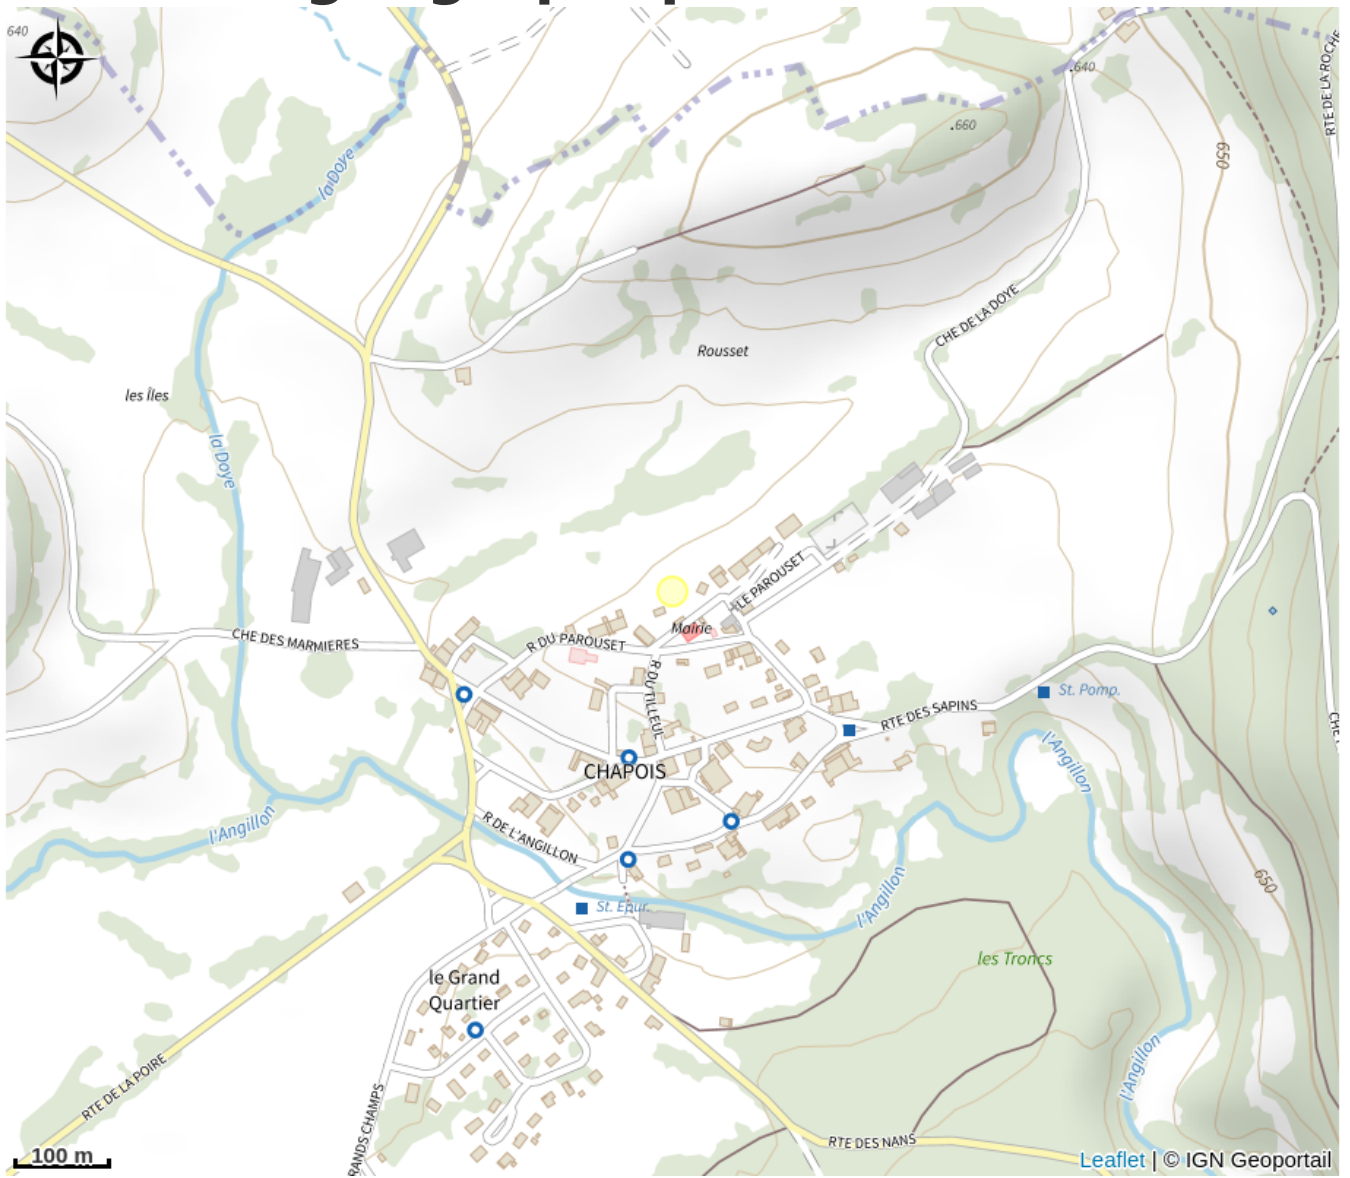 640
.640
RTE DE LA ROCHE
.660
650
la Doye
CHE DE LA DOYE
Rousset
les Îles
la Doye
LE PAROUSET
Mairie
CHE DES MARMIERES
R DU PAROUSET
R DU TILLEUL
St. Pomp.
RTE DES SAPINS
l'Angillon
CHAPOIS
l'Angillon
R DE L'ANGILLON
650
l'Angillon
St. Epur.
les Troncs
le Grand
Quartier
l'Angillon
RTE DE LA POIRE
RANDS CHAMPS
RTE DES NANS
100 m
Leaflet | © IGN Geoportail